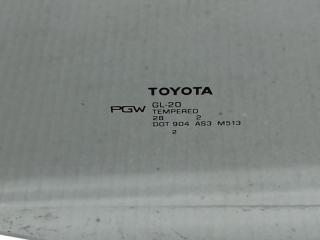 TOYOTA
PGW GL-20
TEMPERED
28 2
DOT 904 AS3 M513
2